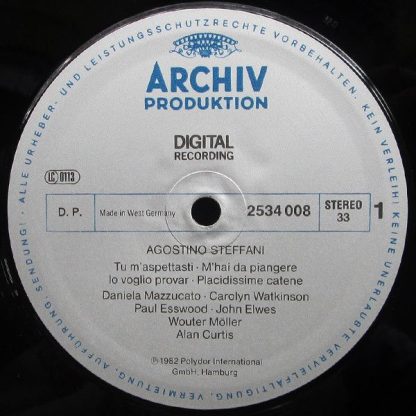 ALLE URHEBER- UND LEISTUNGSSCHUTZRECHTE VORBEHALTEN. KEIN VERLEIH! KEINE UNERLAUBTE VERVIELFÄLTIGUNG, VERMIETUNG, AUFFÜHRUNG, SENDUNG!
ARCHIV
PRODUKTION
DIGITAL
RECORDING
LC 0113
D. P. Made in West Germany 2534 008 STEREO 33 1
AGOSTINO STEFFANI
Tu m'aspettasti · M'hai da piangere
Io voglio provar · Placidissime catene
Daniela Mazzucato · Carolyn Watkinson
Paul Esswood · John Elwes
Wouter Möller
Alan Curtis
℗ 1982 Polydor International
GmbH, Hamburg